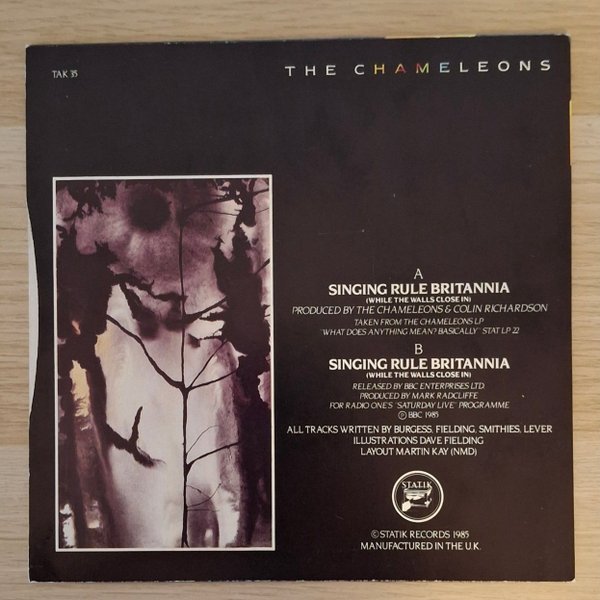 TAK 35
THE CHAMELEONS
A
SINGING RULE BRITANNIA
(WHILE THE WALLS CLOSE IN)
PRODUCED BY THE CHAMELEONS & COLIN RICHARDSON
TAKEN FROM THE CHAMELEONS LP
'WHAT DOES ANYTHING MEAN? BASICALLY' STAT LP 22
B
SINGING RULE BRITANNIA
(WHILE THE WALLS CLOSE IN)
RELEASED BY BBC ENTERPRISES LTD.
PRODUCED BY MARK RADCLIFFE
FOR RADIO ONE'S 'SATURDAY LIVE' PROGRAMME
Ⓟ BBC 1985
ALL TRACKS WRITTEN BY BURGESS, FIELDING, SMITHIES, LEVER
ILLUSTRATIONS DAVE FIELDING
LAYOUT MARTIN KAY (NMD)
STATIK
© STATIK RECORDS 1985
MANUFACTURED IN THE U.K.